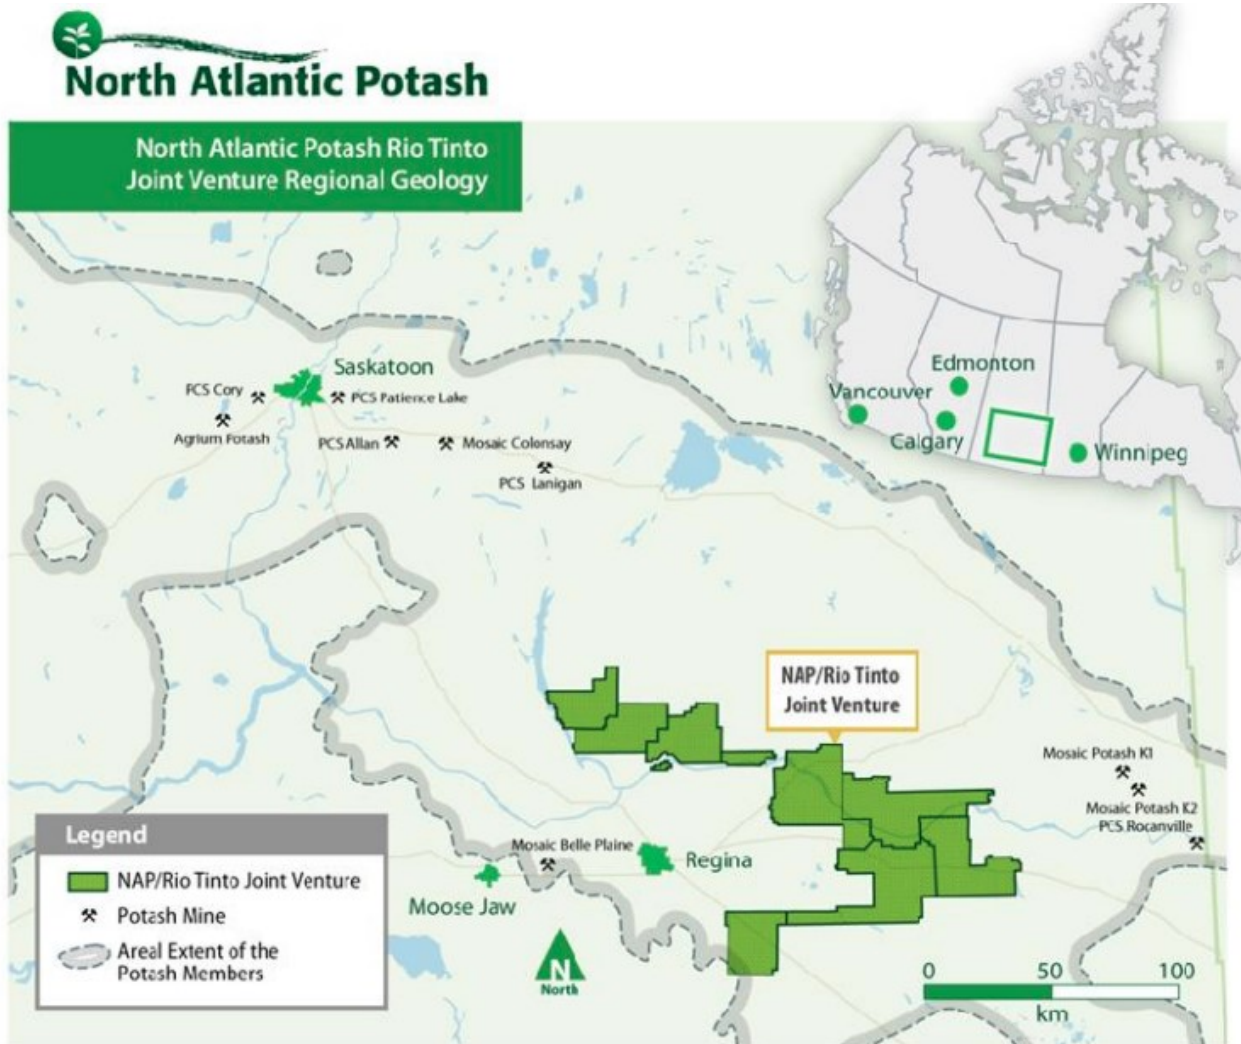 North Atlantic Potash
North Atlantic Potash Rio Tinto
Joint Venture Regional Geology
Edmonton
Vancouver
Calgary
Winnipeg
Saskatoon
PCS Cory
PCS Patience Lake
Agrium Potash
PCS Allan
Mosaic Colonsay
PCS Lanigan
NAP/Rio Tinto
Joint Venture
Mosaic Potash K1
Mosaic Potash K2
PCS Rocanville
Mosaic Belle Plaine
Regina
Moose Jaw
Legend
NAP/Rio Tinto Joint Venture
Potash Mine
Areal Extent of the
Potash Members
N
North
0 50 100
km